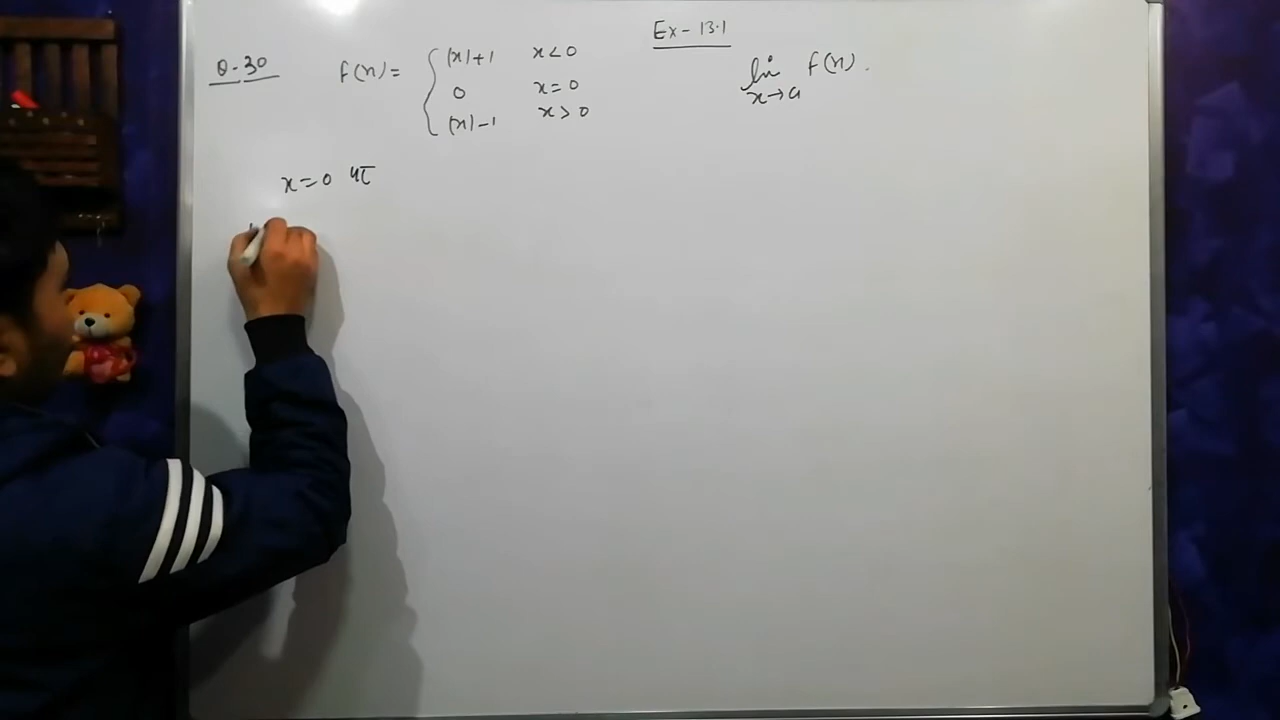 Ex - 13.1
Q-30 f(x) = { |x|+1 x<0
0 x=0
|x|-1 x>0
lim f(x).
x→a
x=0 पर